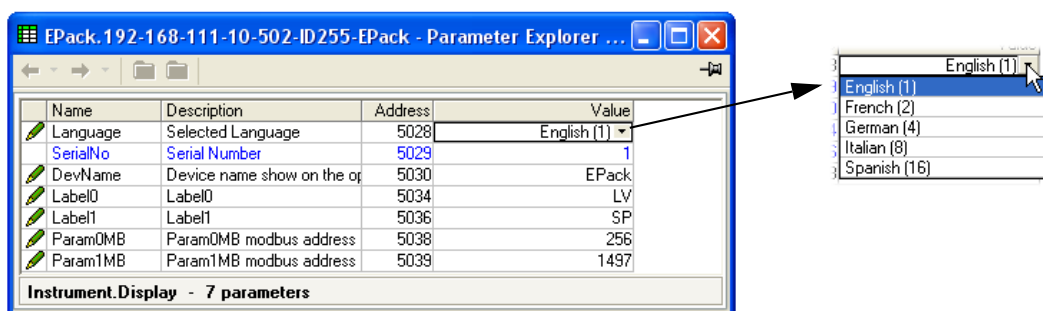 EPack.192-168-111-10-502-ID255-EPack - Parameter Explorer ...
Name Description Address Value
Language Selected Language 5028 English (1)
SerialNo Serial Number 5029 1
DevName Device name show on the op 5030 EPack
Label0 Label0 5034 LV
Label1 Label1 5036 SP
Param0MB Param0MB modbus address 5038 256
Param1MB Param1MB modbus address 5039 1497
Instrument.Display - 7 parameters
English (1)
English (1)
French (2)
German (4)
Italian (8)
Spanish (16)